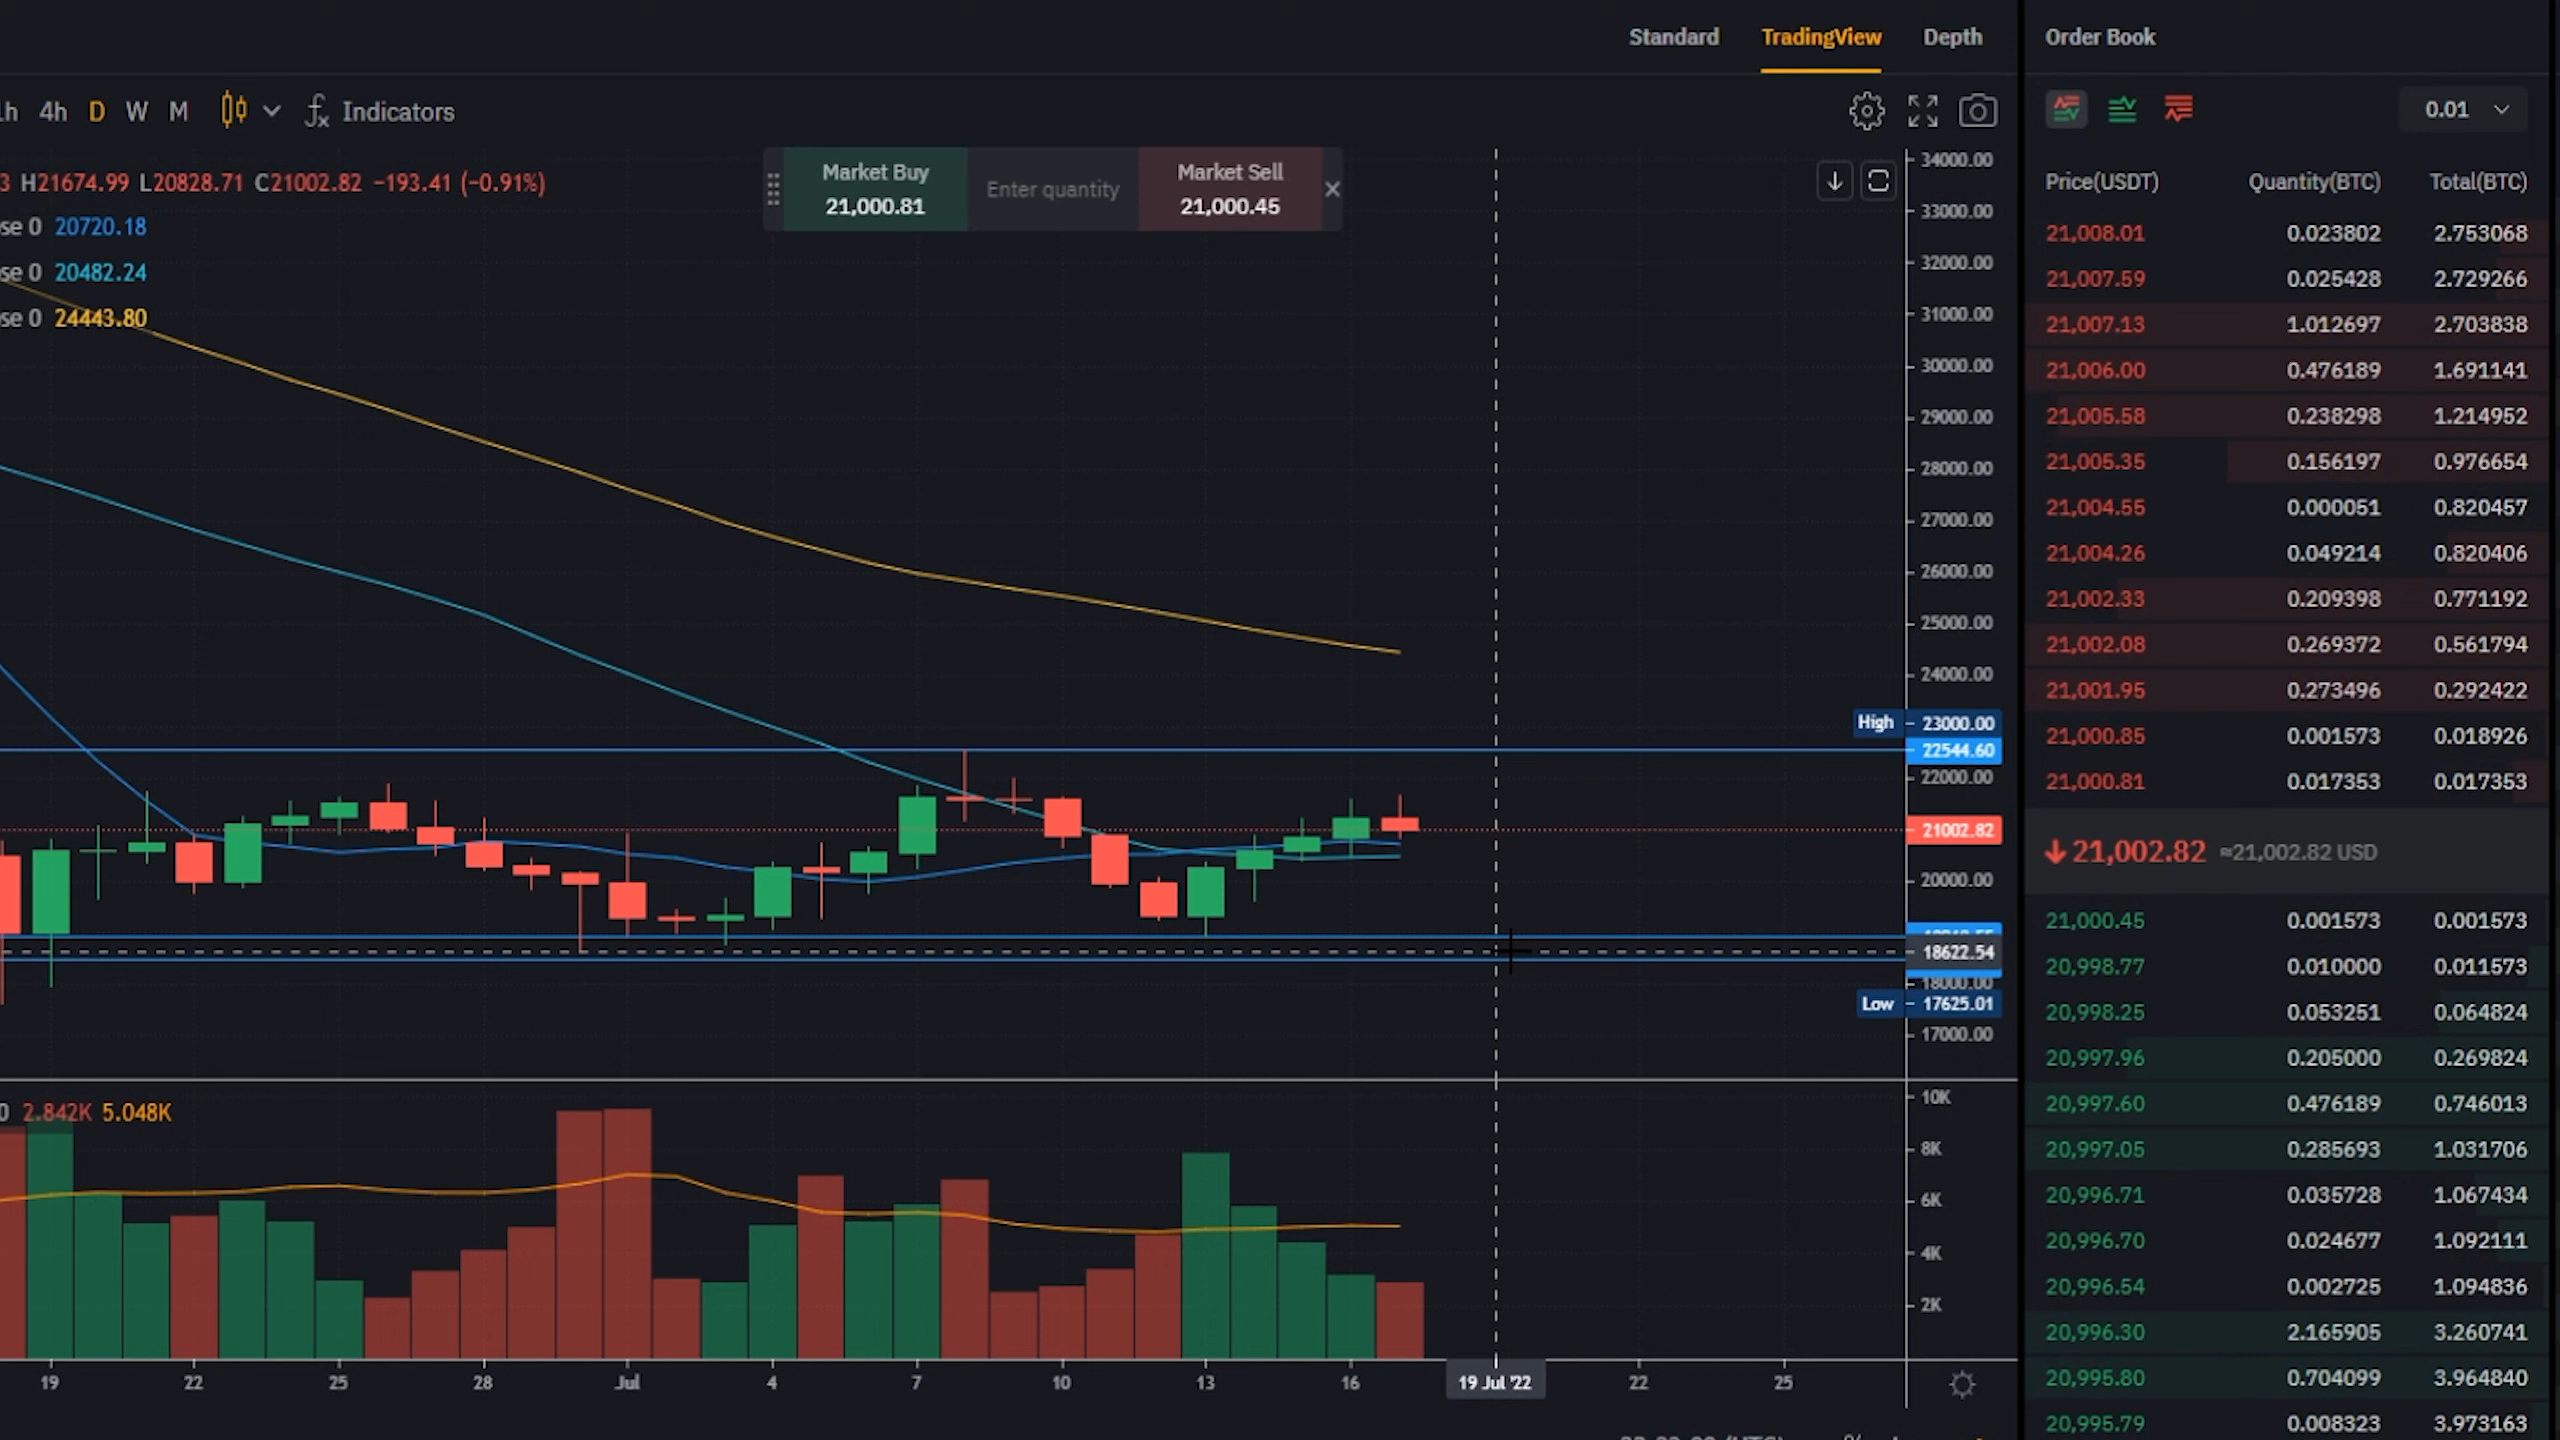 Standard TradingView Depth
Order Book
1h 4h D W M Indicators
0.01
3 H21674.99 L20828.71 C21002.82 −193.41 (−0.91%)
ose 0 20720.18
ose 0 20482.24
ose 0 24443.80
Market Buy
21,000.81
Enter quantity
Market Sell
21,000.45
34000.00
33000.00
32000.00
31000.00
30000.00
29000.00
28000.00
27000.00
26000.00
25000.00
24000.00
High 23000.00
22544.60
22000.00
21002.82
20000.00
18622.54
18000.00
Low 17625.01
17000.00
0 2.842K 5.048K
10K
8K
6K
4K
2K
19 22 25 28 Jul 4 7 10 13 16 19 Jul '22 22 25
Price(USDT) Quantity(BTC) Total(BTC)
21,008.01 0.023802 2.753068
21,007.59 0.025428 2.729266
21,007.13 1.012697 2.703838
21,006.00 0.476189 1.691141
21,005.58 0.238298 1.214952
21,005.35 0.156197 0.976654
21,004.55 0.000051 0.820457
21,004.26 0.049214 0.820406
21,002.33 0.209398 0.771192
21,002.08 0.269372 0.561794
21,001.95 0.273496 0.292422
21,000.85 0.001573 0.018926
21,000.81 0.017353 0.017353
21,002.82 ≈21,002.82 USD
21,000.45 0.001573 0.001573
20,998.77 0.010000 0.011573
20,998.25 0.053251 0.064824
20,997.96 0.205000 0.269824
20,997.60 0.476189 0.746013
20,997.05 0.285693 1.031706
20,996.71 0.035728 1.067434
20,996.70 0.024677 1.092111
20,996.54 0.002725 1.094836
20,996.30 2.165905 3.260741
20,995.80 0.704099 3.964840
20,995.79 0.008323 3.973163